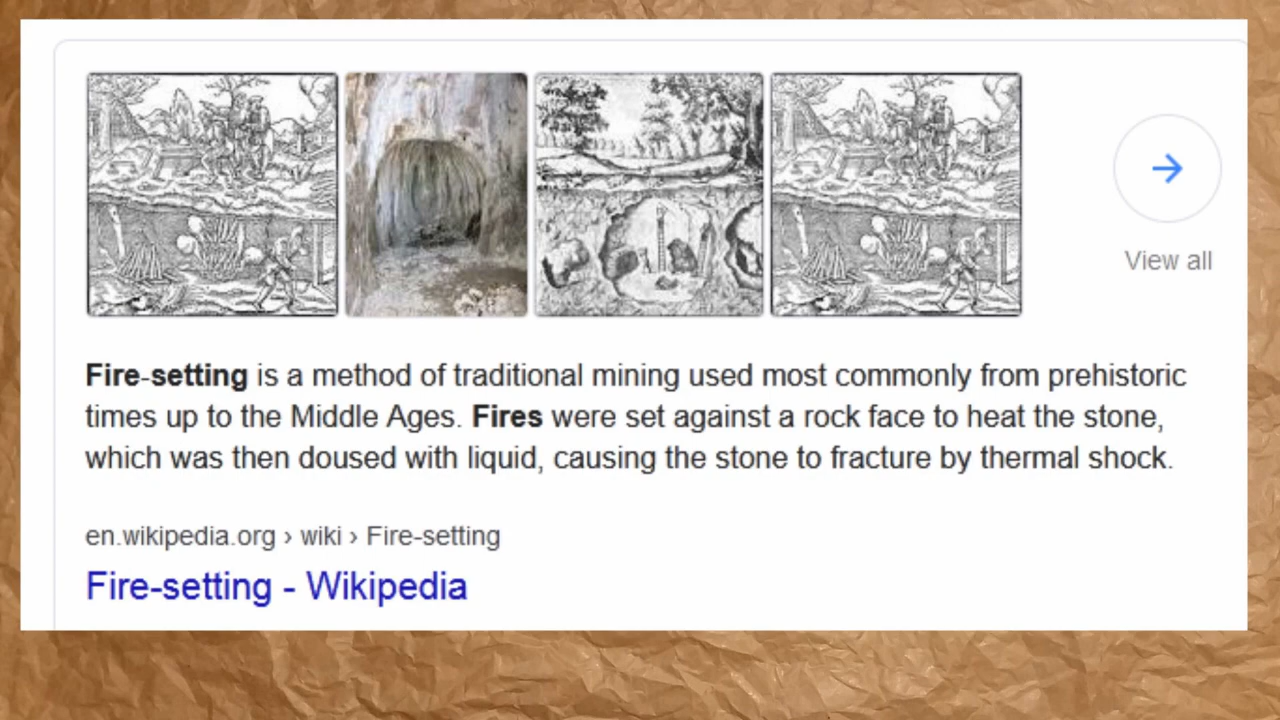 View all
Fire-setting is a method of traditional mining used most commonly from prehistoric
times up to the Middle Ages. Fires were set against a rock face to heat the stone,
which was then doused with liquid, causing the stone to fracture by thermal shock.
en.wikipedia.org › wiki › Fire-setting
Fire-setting - Wikipedia